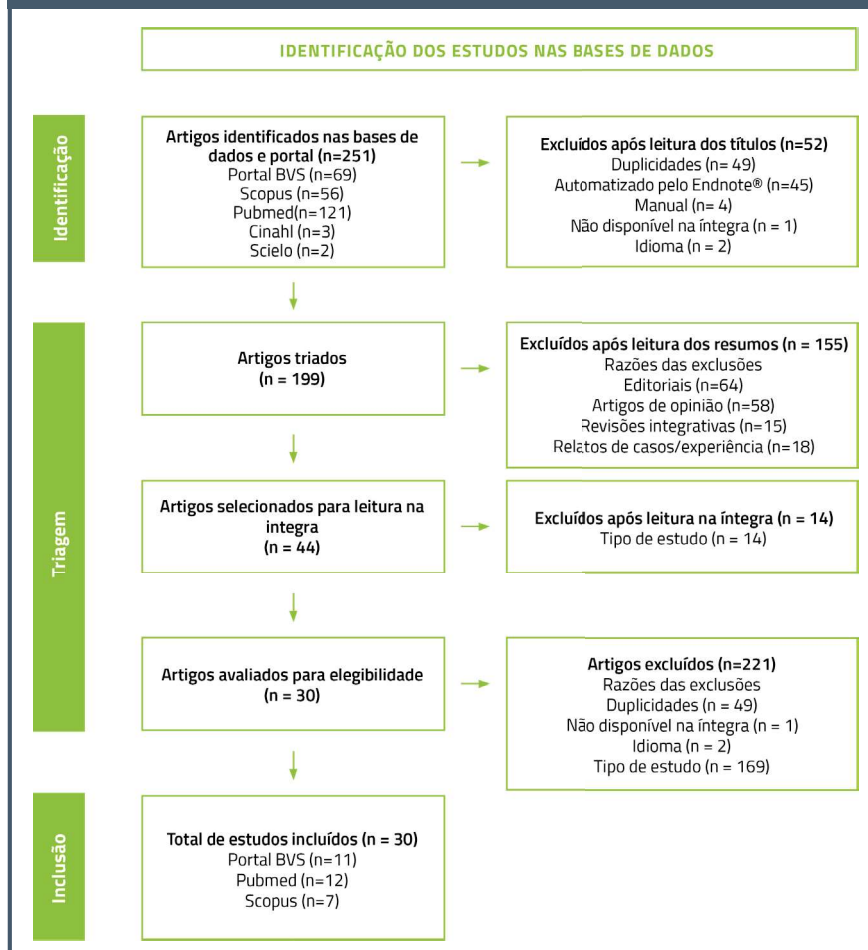 IDENTIFICAÇÃO DOS ESTUDOS NAS BASES DE DADOS
Identificação
Artigos identificados nas bases de
dados e portal (n=251)
Portal BVS (n=69)
Scopus (n=56)
Pubmed(n=121)
Cinahl (n=3)
Scielo (n=2)
Excluídos após leitura dos títulos (n=52)
Duplicidades (n= 49)
Automatizado pelo Endnote® (n=45)
Manual (n= 4)
Não disponível na íntegra (n = 1)
Idioma (n = 2)
Triagem
Artigos triados
(n = 199)
Excluídos após leitura dos resumos (n = 155)
Razões das exclusões
Editoriais (n=64)
Artigos de opinião (n=58)
Revisões integrativas (n=15)
Relatos de casos/experiência (n=18)
Artigos selecionados para leitura na
integra
(n = 44)
Excluídos após leitura na íntegra (n = 14)
Tipo de estudo (n = 14)
Artigos avaliados para elegibilidade
(n = 30)
Artigos excluídos (n=221)
Razões das exclusões
Duplicidades (n = 49)
Não disponível na íntegra (n = 1)
Idioma (n = 2)
Tipo de estudo (n = 169)
Inclusão
Total de estudos incluídos (n = 30)
Portal BVS (n=11)
Pubmed (n=12)
Scopus (n=7)